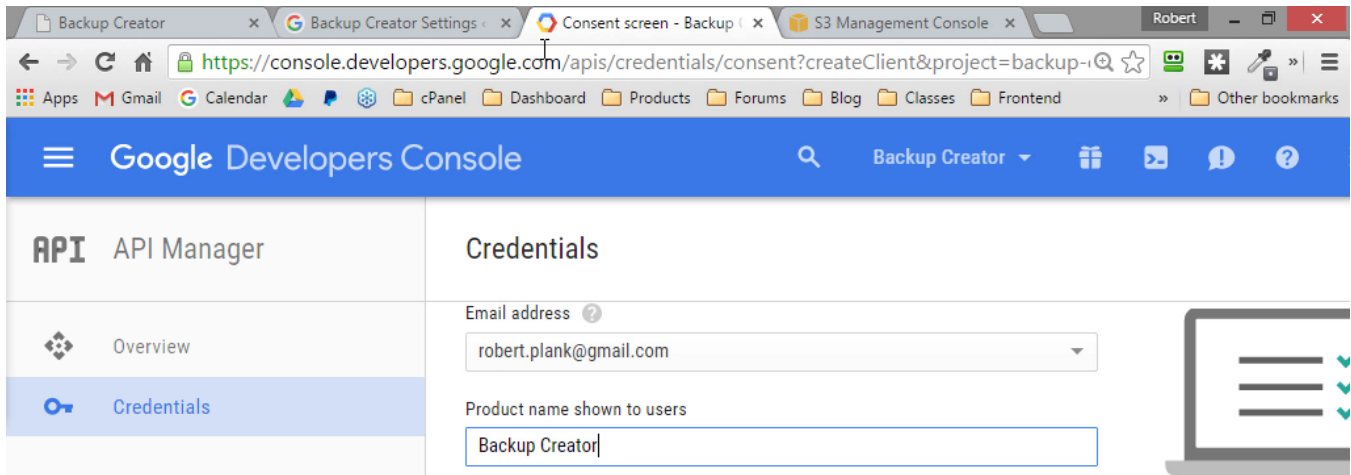 Backup Creator
Backup Creator Settings
Consent screen - Backup
S3 Management Console
Robert
https://console.developers.google.com/apis/credentials/consent?createClient&project=backup-
Apps Gmail Calendar cPanel Dashboard Products Forums Blog Classes Frontend » Other bookmarks
Google Developers Console Backup Creator
API API Manager Credentials
Email address
Overview robert.plank@gmail.com
Credentials Product name shown to users
Backup Creator